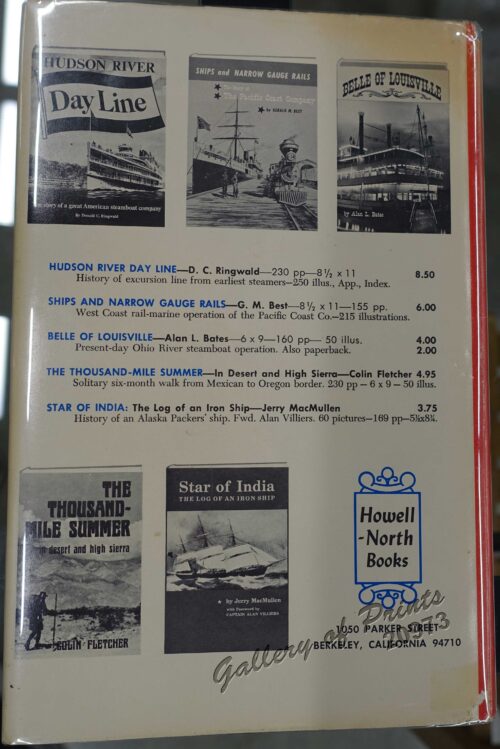 HUDSON RIVER
Day Line
The story of a great American steamboat company
By Donald C. Ringwald
SHIPS and NARROW GAUGE RAILS
The Story of
The Pacific Coast Company
by GERALD M. BEST
BELLE OF LOUISVILLE
by Alan L. Bates
HUDSON RIVER DAY LINE—D. C. Ringwald—230 pp—8½ x 11 8.50
History of excursion line from earliest steamers—250 illus., App., Index.
SHIPS AND NARROW GAUGE RAILS—G. M. Best—8½ x 11—155 pp. 6.00
West Coast rail-marine operation of the Pacific Coast Co.—215 illustrations.
BELLE OF LOUISVILLE—Alan L. Bates—6 x 9—160 pp— 50 illus. 4.00
Present-day Ohio River steamboat operation. Also paperback. 2.00
THE THOUSAND-MILE SUMMER—In Desert and High Sierra—Colin Fletcher 4.95
Solitary six-month walk from Mexican to Oregon border. 230 pp – 6 x 9 – 50 illus.
STAR OF INDIA: The Log of an Iron Ship—Jerry MacMullen 3.75
History of an Alaska Packers' ship. Fwd. Alan Villiers. 60 pictures—169 pp—5⅜x8¼.
THE
THOUSAND-
MILE SUMMER
in desert and high sierra
COLIN FLETCHER
Star of India
THE LOG OF AN IRON SHIP
by Jerry MacMullen
with Foreword by
CAPTAIN ALAN VILLIERS
Howell
-North
Books
1050 PARKER STREET
BERKELEY, CALIFORNIA 94710
Gallery of Prints
20373